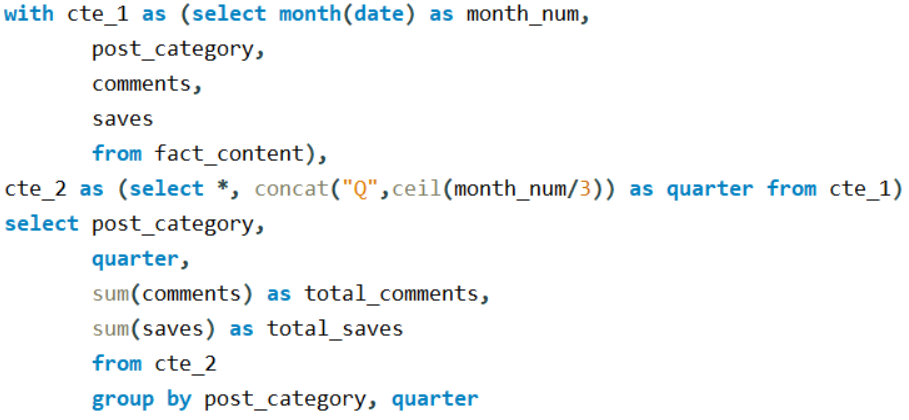 with cte_1 as (select month(date) as month_num,
post_category,
comments,
saves
from fact_content),
cte_2 as (select *, concat("Q",ceil(month_num/3)) as quarter from cte_1)
select post_category,
quarter,
sum(comments) as total_comments,
sum(saves) as total_saves
from cte_2
group by post_category, quarter